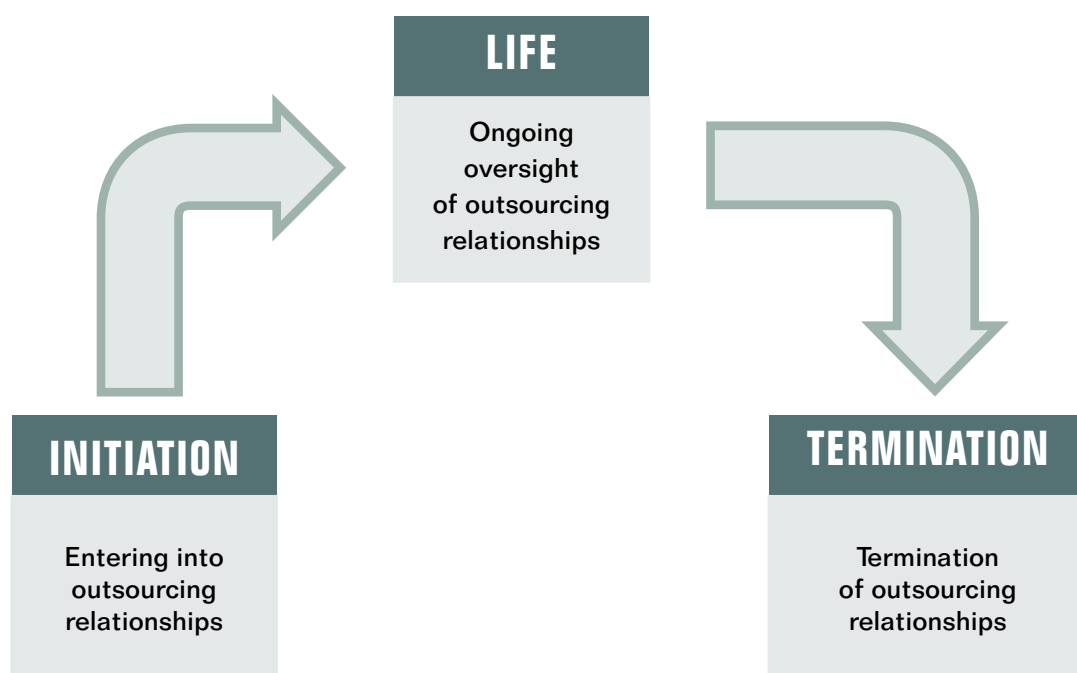 LIFE
Ongoing
oversight
of outsourcing
relationships
INITIATION
Entering into
outsourcing
relationships
TERMINATION
Termination
of outsourcing
relationships